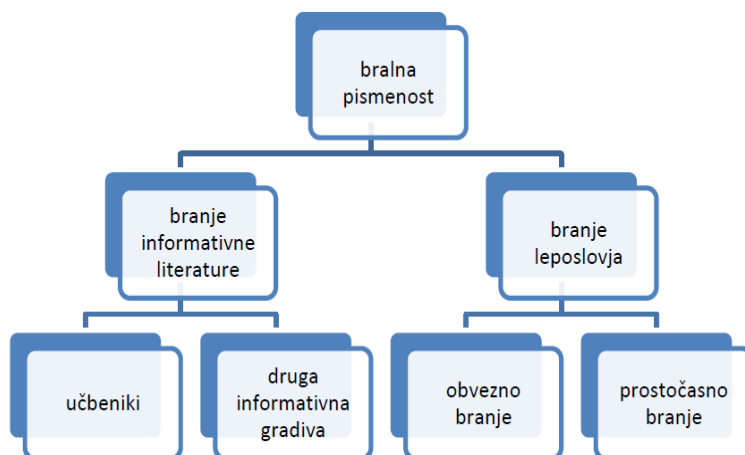 bralna
pismenost
branje
informativne
literature
branje
leposlovja
učbeniki
druga
informativna
gradiva
obvezno
branje
prostočasno
branje